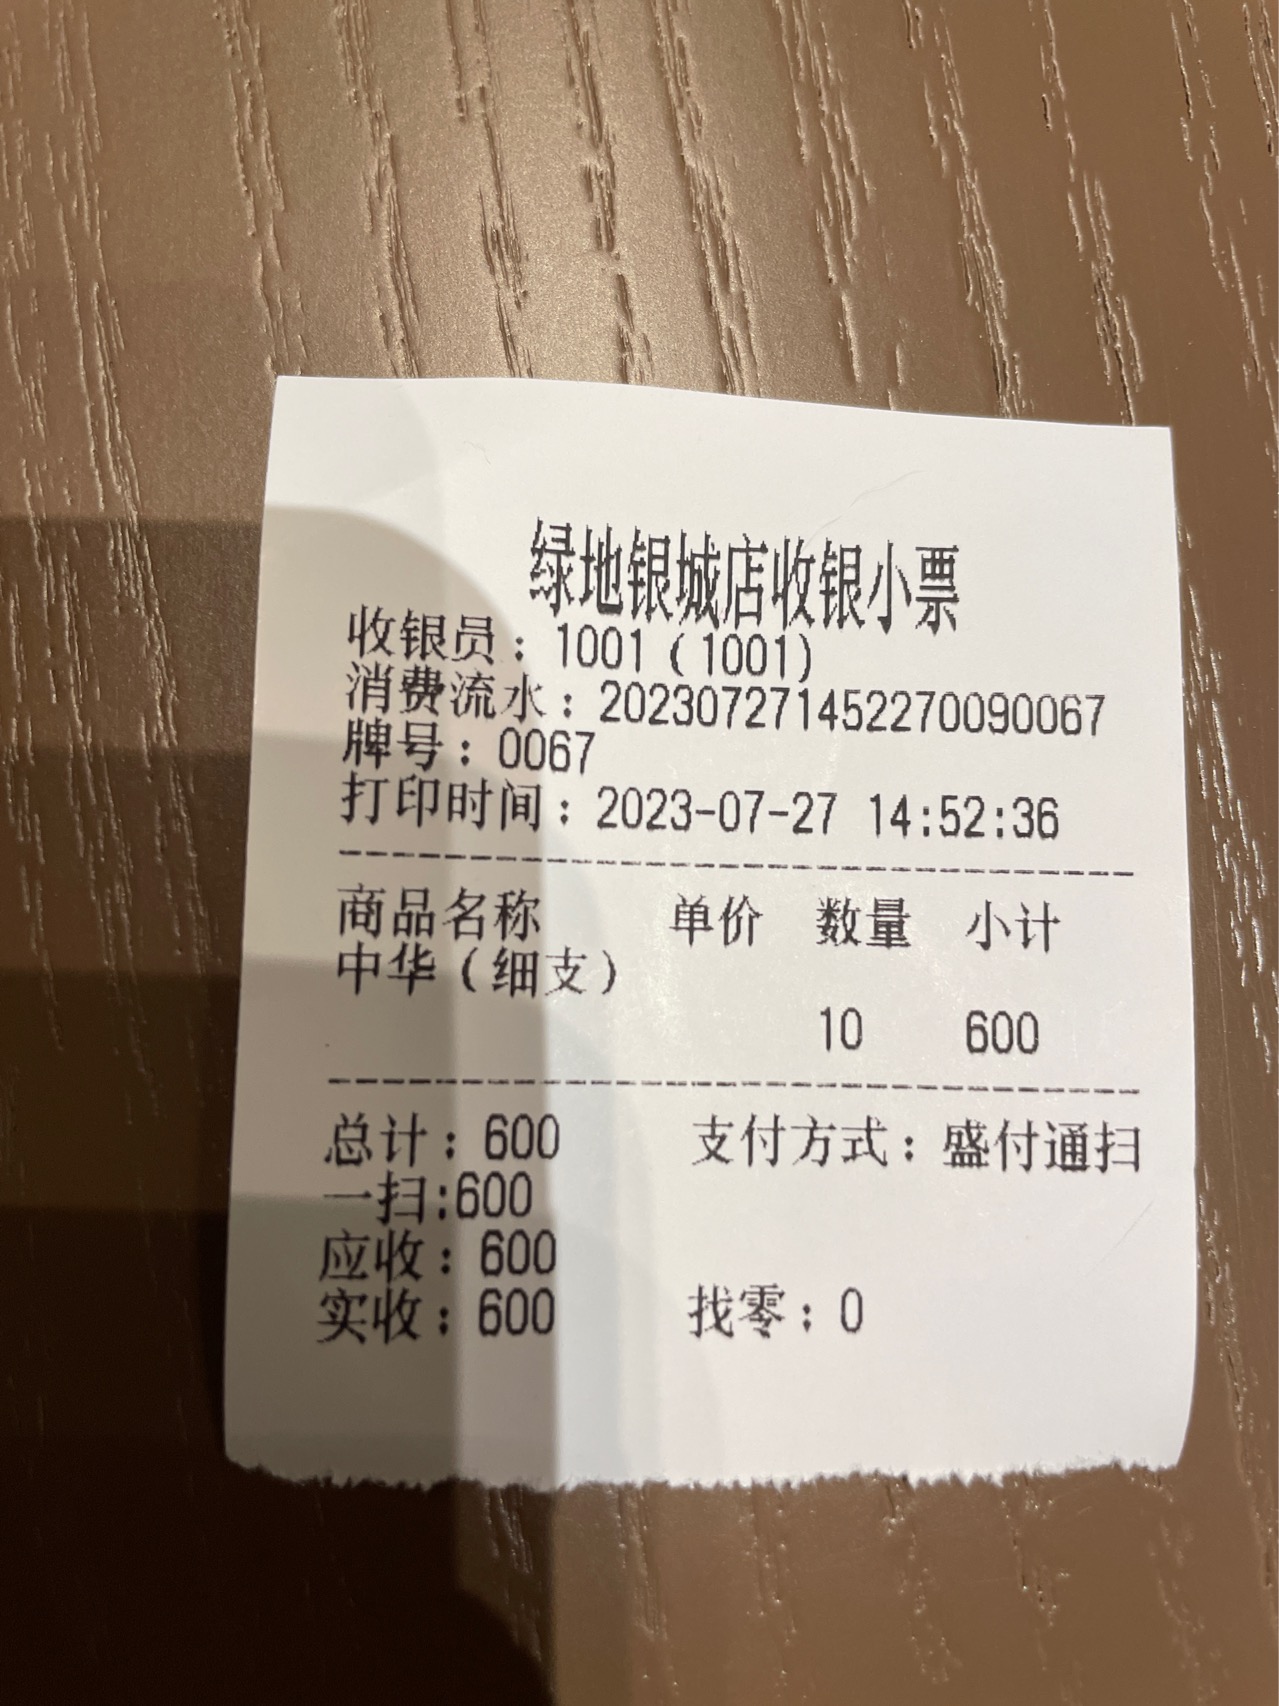 绿地银城店收银小票
收银员：1001（1001）
消费流水：2023072714522270090067
牌号：0067
打印时间：2023-07-27 14:52:36
商品名称 单价 数量 小计
中华（细支）
10 600
总计：600 支付方式：盛付通扫
一扫:600
应收：600
实收：600 找零：0